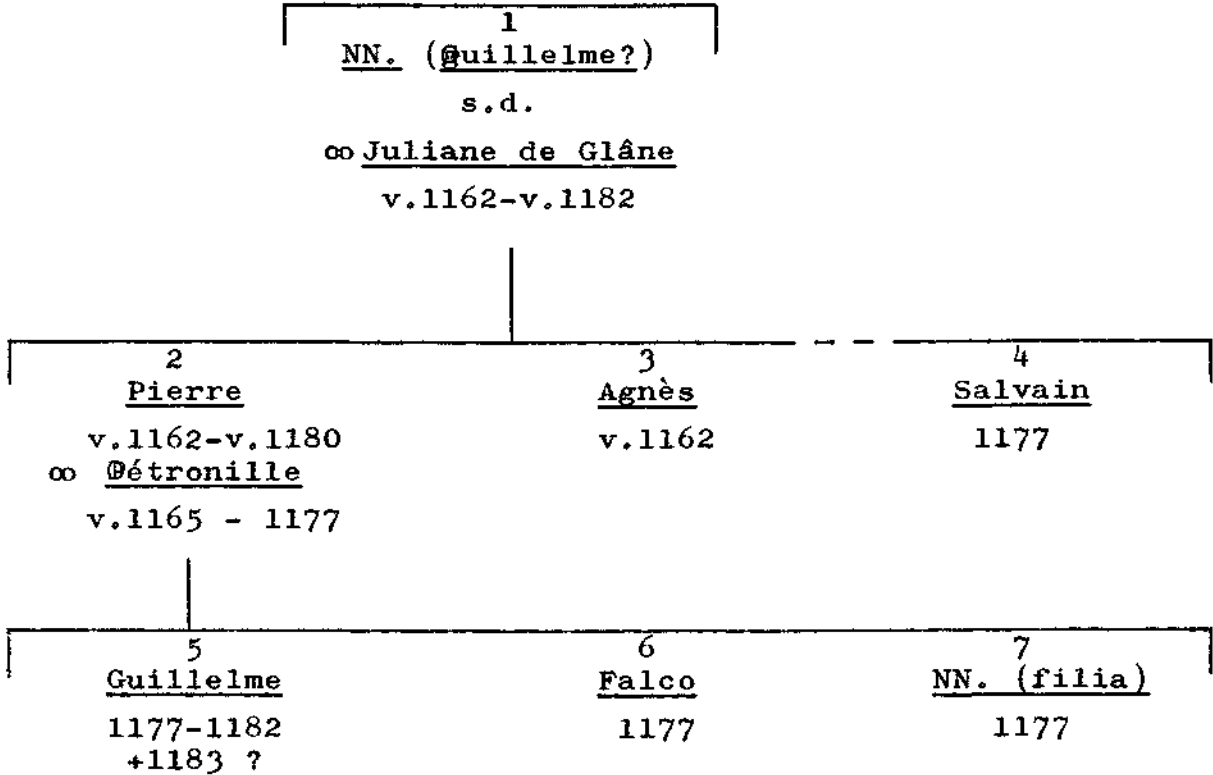 1
NN. (Guillelme?)
s.d.
∞ Juliane de Glâne
v.1162-v.1182
2 3 4
Pierre Agnès Salvain
v.1162-v.1180 v.1162 1177
∞ Pétronille
v.1165 - 1177
5 6 7
Guillelme Falco NN. (filia)
1177-1182 1177 1177
+1183 ?